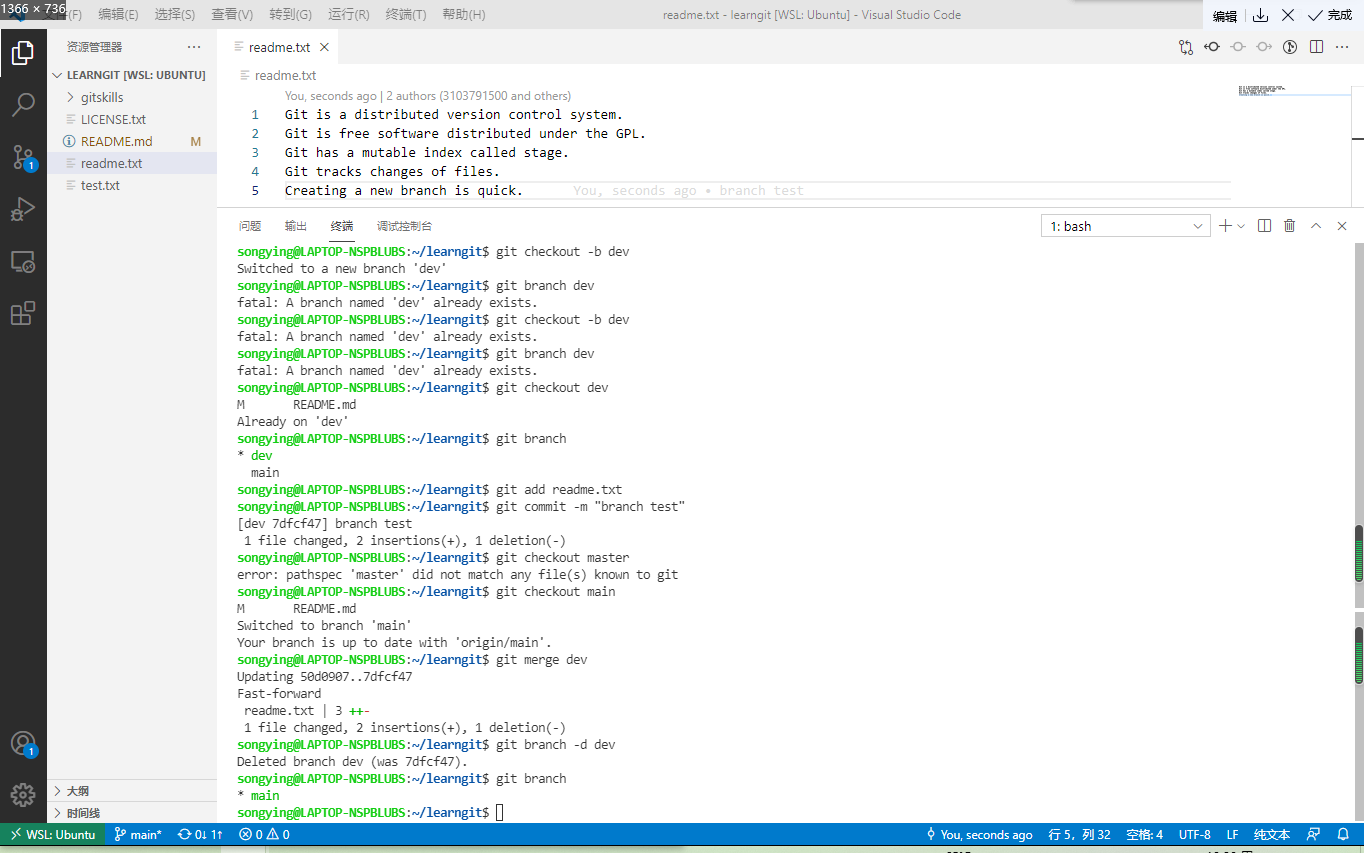 1366 × 736
(F) 编辑(E) 选择(S) 查看(V) 转到(G) 运行(R) 终端(T) 帮助(H) readme.txt - learngit [WSL: Ubuntu] - Visual Studio Code 编辑 完成
资源管理器 ··· readme.txt
LEARNGIT [WSL: UBUNTU] readme.txt
gitskills
LICENSE.txt
README.md M
readme.txt
test.txt
You, seconds ago | 2 authors (3103791500 and others)
1 Git is a distributed version control system.
2 Git is free software distributed under the GPL.
3 Git has a mutable index called stage.
4 Git tracks changes of files.
5 Creating a new branch is quick. You, seconds ago • branch test
问题 输出 终端 调试控制台 1: bash
songying@LAPTOP-NSPBLUBS:~/learngit$ git checkout -b dev
Switched to a new branch 'dev'
songying@LAPTOP-NSPBLUBS:~/learngit$ git branch dev
fatal: A branch named 'dev' already exists.
songying@LAPTOP-NSPBLUBS:~/learngit$ git checkout -b dev
fatal: A branch named 'dev' already exists.
songying@LAPTOP-NSPBLUBS:~/learngit$ git branch dev
fatal: A branch named 'dev' already exists.
songying@LAPTOP-NSPBLUBS:~/learngit$ git checkout dev
M README.md
Already on 'dev'
songying@LAPTOP-NSPBLUBS:~/learngit$ git branch
* dev
main
songying@LAPTOP-NSPBLUBS:~/learngit$ git add readme.txt
songying@LAPTOP-NSPBLUBS:~/learngit$ git commit -m "branch test"
[dev 7dfcf47] branch test
1 file changed, 2 insertions(+), 1 deletion(-)
songying@LAPTOP-NSPBLUBS:~/learngit$ git checkout master
error: pathspec 'master' did not match any file(s) known to git
songying@LAPTOP-NSPBLUBS:~/learngit$ git checkout main
M README.md
Switched to branch 'main'
Your branch is up to date with 'origin/main'.
songying@LAPTOP-NSPBLUBS:~/learngit$ git merge dev
Updating 50d0907..7dfcf47
Fast-forward
readme.txt | 3 ++-
1 file changed, 2 insertions(+), 1 deletion(-)
songying@LAPTOP-NSPBLUBS:~/learngit$ git branch -d dev
Deleted branch dev (was 7dfcf47).
songying@LAPTOP-NSPBLUBS:~/learngit$ git branch
* main
songying@LAPTOP-NSPBLUBS:~/learngit$
1
1
大纲
时间线
WSL: Ubuntu main* 0↓ 1↑ 0 0 You, seconds ago 行 5，列 32 空格: 4 UTF-8 LF 纯文本